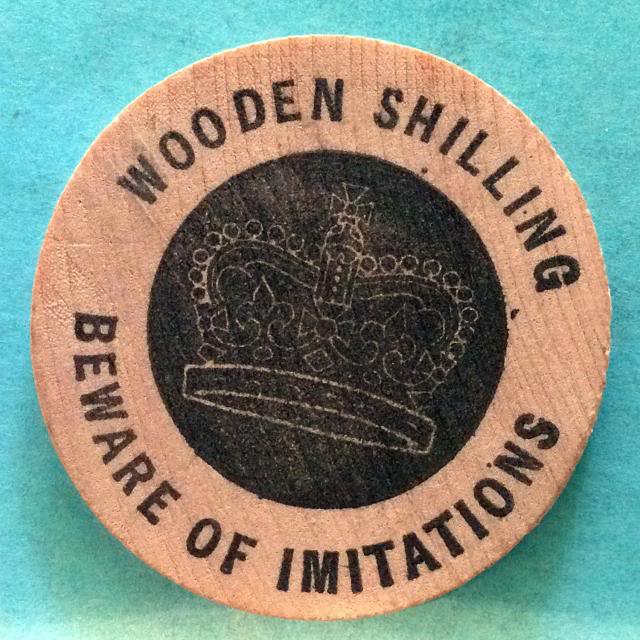 WOODEN SHILLING
BEWARE OF IMITATIONS